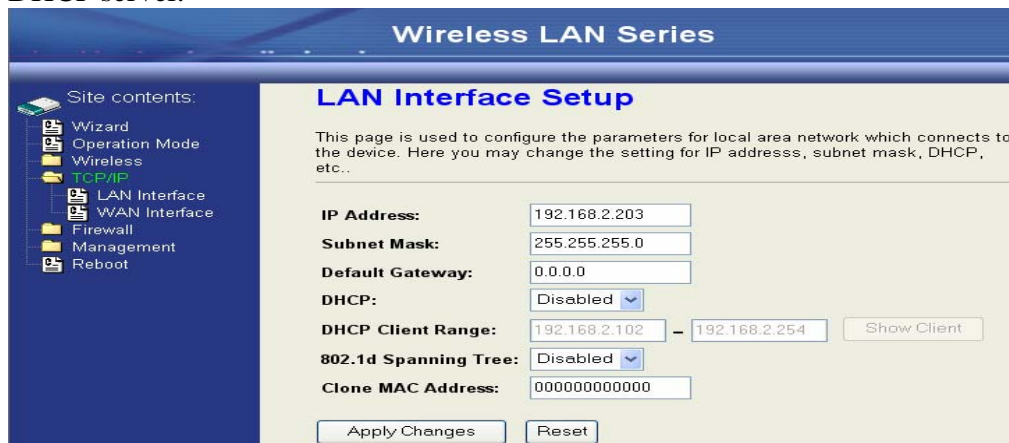 DHCP server.
Wireless LAN Series
Site contents:
Wizard
Operation Mode
Wireless
TCP/IP
LAN Interface
WAN Interface
Firewall
Management
Reboot
LAN Interface Setup
This page is used to configure the parameters for local area network which connects to
the device. Here you may change the setting for IP addresss, subnet mask, DHCP,
etc..
IP Address: 192.168.2.203
Subnet Mask: 255.255.255.0
Default Gateway: 0.0.0.0
DHCP: Disabled
DHCP Client Range: 192.168.2.102 – 192.168.2.254 Show Client
802.1d Spanning Tree: Disabled
Clone MAC Address: 000000000000
Apply Changes Reset